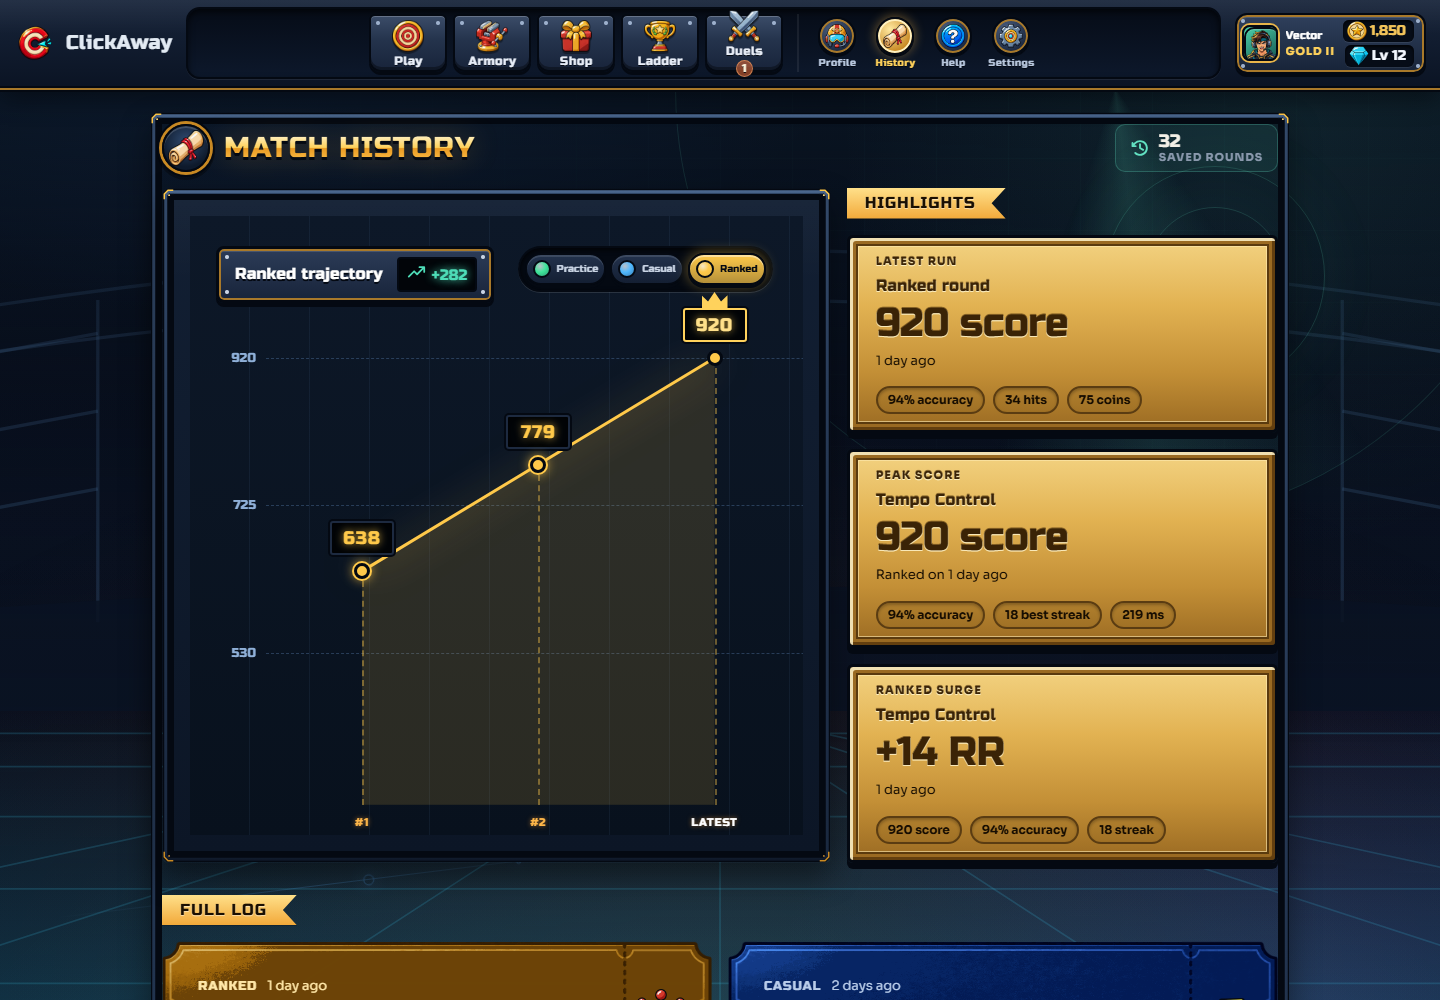 ClickAway
Play
Armory
Shop
Ladder
Duels
1
Profile
History
Help
Settings
Vector
GOLD II
1,850
Lv 12
MATCH HISTORY
32
SAVED ROUNDS
Ranked trajectory
+282
Practice
Casual
Ranked
920
920
779
725
638
530
#1
#2
LATEST
HIGHLIGHTS
LATEST RUN
Ranked round
920 score
1 day ago
94% accuracy
34 hits
75 coins
PEAK SCORE
Tempo Control
920 score
Ranked on 1 day ago
94% accuracy
18 best streak
219 ms
RANKED SURGE
Tempo Control
+14 RR
1 day ago
920 score
94% accuracy
18 streak
FULL LOG
RANKED 1 day ago
CASUAL 2 days ago